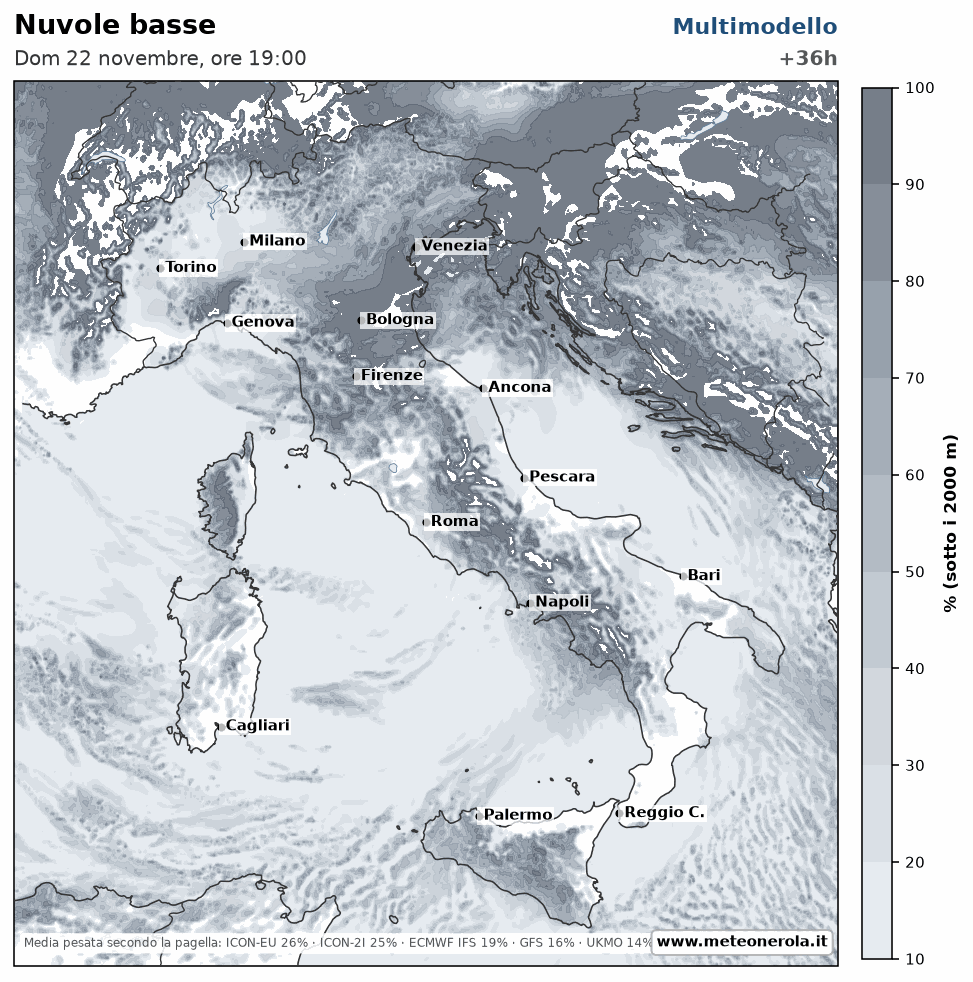 Nuvole basse
Multimodello
Dom 22 novembre, ore 19:00
+36h
100
90
80
70
60
50
40
30
20
10
% (sotto i 2000 m)
Milano
Venezia
Torino
Genova
Bologna
Firenze
Ancona
Pescara
Roma
Bari
Napoli
Cagliari
Palermo
Reggio C.
Media pesata secondo la pagella: ICON-EU 26% · ICON-2I 25% · ECMWF IFS 19% · GFS 16% · UKMO 14%
www.meteonerola.it